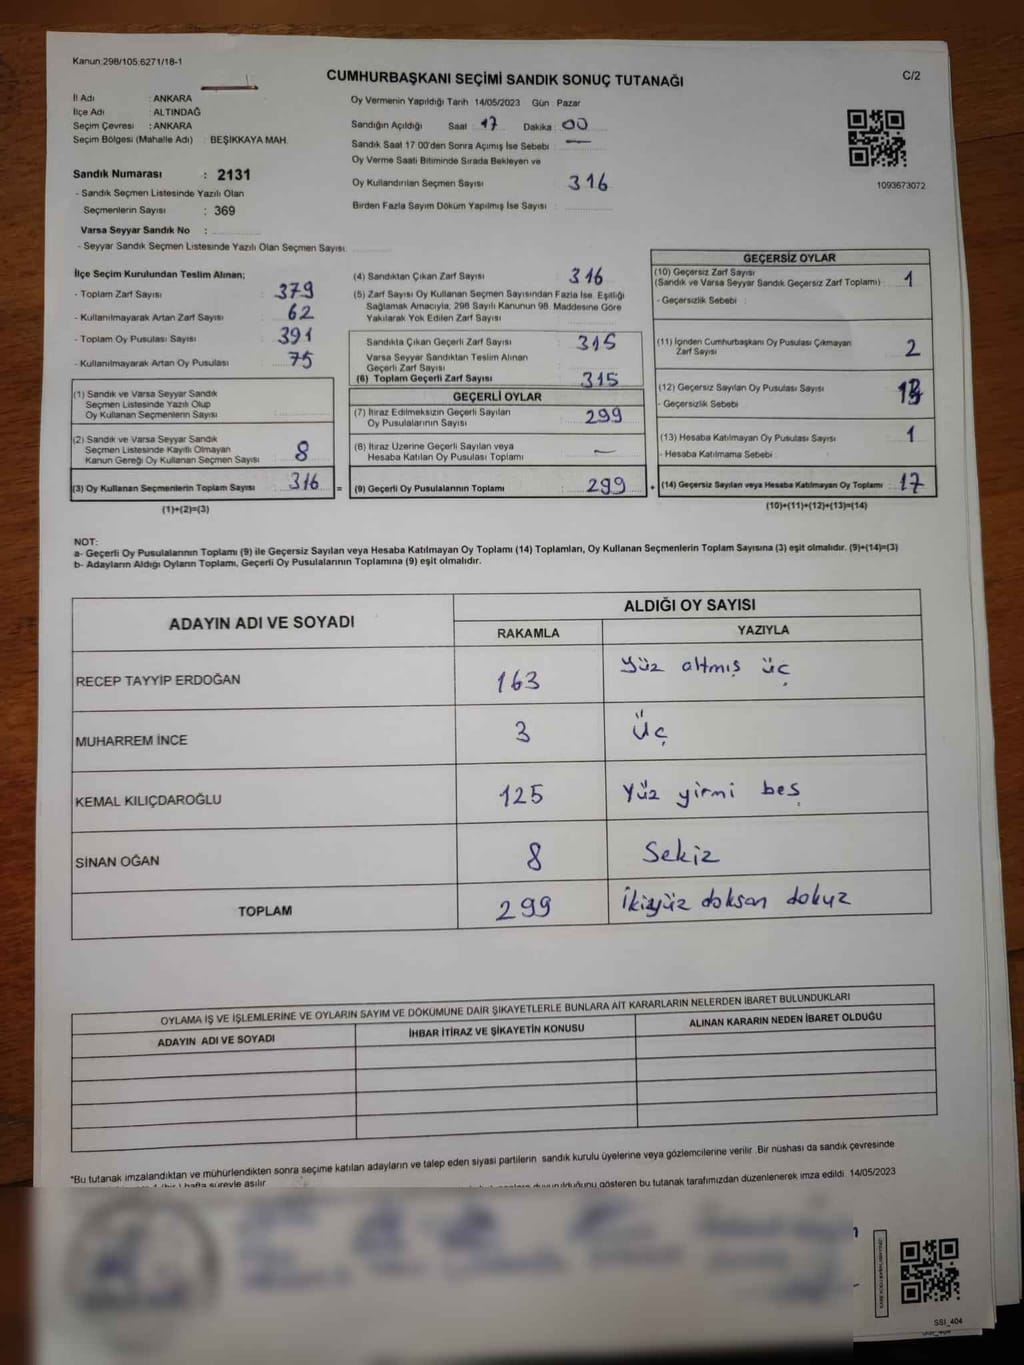 Kanun:298/105:6271/18-1
CUMHURBAŞKANI SEÇİMİ SANDIK SONUÇ TUTANAĞI
C/2
İl Adı : ANKARA
İlçe Adı : ALTINDAĞ
Seçim Çevresi : ANKARA
Seçim Bölgesi (Mahalle Adı) : BEŞİKKAYA MAH.
Sandık Numarası : 2131
- Sandık Seçmen Listesinde Yazılı Olan
Seçmenlerin Sayısı : 369
Varsa Seyyar Sandık No :
- Seyyar Sandık Seçmen Listesinde Yazılı Olan Seçmen Sayısı:
Oy Vermenin Yapıldığı Tarih 14/05/2023 Gün Pazar
Sandığın Açıldığı Saat 17 Dakika : 00
Sandık Saat 17 00'den Sonra Açımış İse Sebebi : —
Oy Verme Saati Bitiminde Sırada Bekleyen ve
Oy Kullandırılan Seçmen Sayısı 316
Birden Fazla Sayım Döküm Yapılmış İse Sayısı :
1093673072
İlçe Seçim Kurulundan Teslim Alınan;
- Toplam Zarf Sayısı 379
- Kullanılmayarak Artan Zarf Sayısı 62
- Toplam Oy Pusulası Sayısı 391
- Kullanılmayarak Artan Oy Pusulası 75
(1) Sandık ve Varsa Seyyar Sandık
Seçmen Listesinde Yazılı Olup
Oy Kullanan Seçmenlerin Sayısı
(2) Sandık ve Varsa Seyyar Sandık
Seçmen Listesinde Kayıtlı Olmayan
Kanun Gereği Oy Kullanan Seçmen Sayısı 8
(3) Oy Kullanan Seçmenlerin Toplam Sayısı 316 =
(1)+(2)=(3)
(4) Sandıktan Çıkan Zarf Sayısı 316
(5) Zarf Sayısı Oy Kullanan Seçmen Sayısından Fazla İse, Eşitliği
Sağlamak Amacıyla, 298 Sayılı Kanunun 98. Maddesine Göre
Yakılarak Yok Edilen Zarf Sayısı
Sandıkta Çıkan Geçerli Zarf Sayısı 315
Varsa Seyyar Sandıktan Teslim Alınan
Geçerli Zarf Sayısı
(6) Toplam Geçerli Zarf Sayısı 315
GEÇERLİ OYLAR
(7) İtiraz Edilmeksizin Geçerli Sayılan
Oy Pusulalarının Sayısı 299
(8) İtiraz Üzerine Geçerli Sayılan veya
Hesaba Katılan Oy Pusulası Toplamı —
(9) Geçerli Oy Pusulalarının Toplamı 299 +
GEÇERSİZ OYLAR
(10) Geçersiz Zarf Sayısı
(Sandık ve Varsa Seyyar Sandık Geçersiz Zarf Toplamı) : 1
- Geçersizlik Sebebi :
(11) İçinden Cumhurbaşkanı Oy Pusulası Çıkmayan
Zarf Sayısı 2
(12) Geçersiz Sayılan Oy Pusulası Sayısı 13
- Geçersizlik Sebebi
(13) Hesaba Katılmayan Oy Pusulası Sayısı 1
- Hesaba Katılmama Sebebi :
(14) Geçersiz Sayılan veya Hesaba Katılmayan Oy Toplamı 17
(10)+(11)+(12)+(13)=(14)
NOT:
a- Geçerli Oy Pusulalarının Toplamı (9) ile Geçersiz Sayılan veya Hesaba Katılmayan Oy Toplamı (14) Toplamları, Oy Kullanan Seçmenlerin Toplam Sayısına (3) eşit olmalıdır. (9)+(14)=(3)
b- Adayların Aldığı Oyların Toplamı, Geçerli Oy Pusulalarının Toplamına (9) eşit olmalıdır.
ADAYIN ADI VE SOYADI
ALDIĞI OY SAYISI
RAKAMLA YAZIYLA
RECEP TAYYİP ERDOĞAN 163 Yüz altmış üç
MUHARREM İNCE 3 Üç
KEMAL KILIÇDAROĞLU 125 Yüz yirmi beş
SİNAN OĞAN 8 Sekiz
TOPLAM 299 İkiyüz doksan dokuz
OYLAMA İŞ VE İŞLEMLERİNE VE OYLARIN SAYIM VE DÖKÜMÜNE DAİR ŞİKAYETLERLE BUNLARA AİT KARARLARIN NELERDEN İBARET BULUNDUKLARI
ADAYIN ADI VE SOYADI İHBAR İTİRAZ VE ŞİKAYETİN KONUSU ALINAN KARARIN NEDEN İBARET OLDUĞU
*Bu tutanak imzalandıktan ve mühürlendikten sonra seçime katılan adayların ve talep eden siyasi partilerin sandık kurulu üyelerine veya gözlemcilerine verilir. Bir nüshası da sandık çevresinde
hafta süreyle asılır
duyurulduğunu gösteren bu tutanak tarafımızdan düzenlenerek imza edildi. 14/05/2023
SSI_404